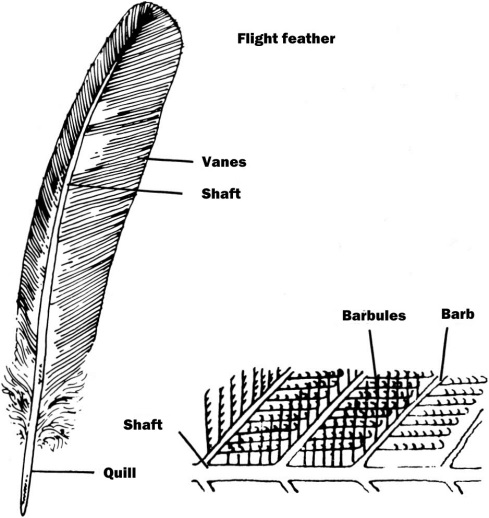 Flight feather
Vanes
Shaft
Barbules
Barb
Shaft
Quill